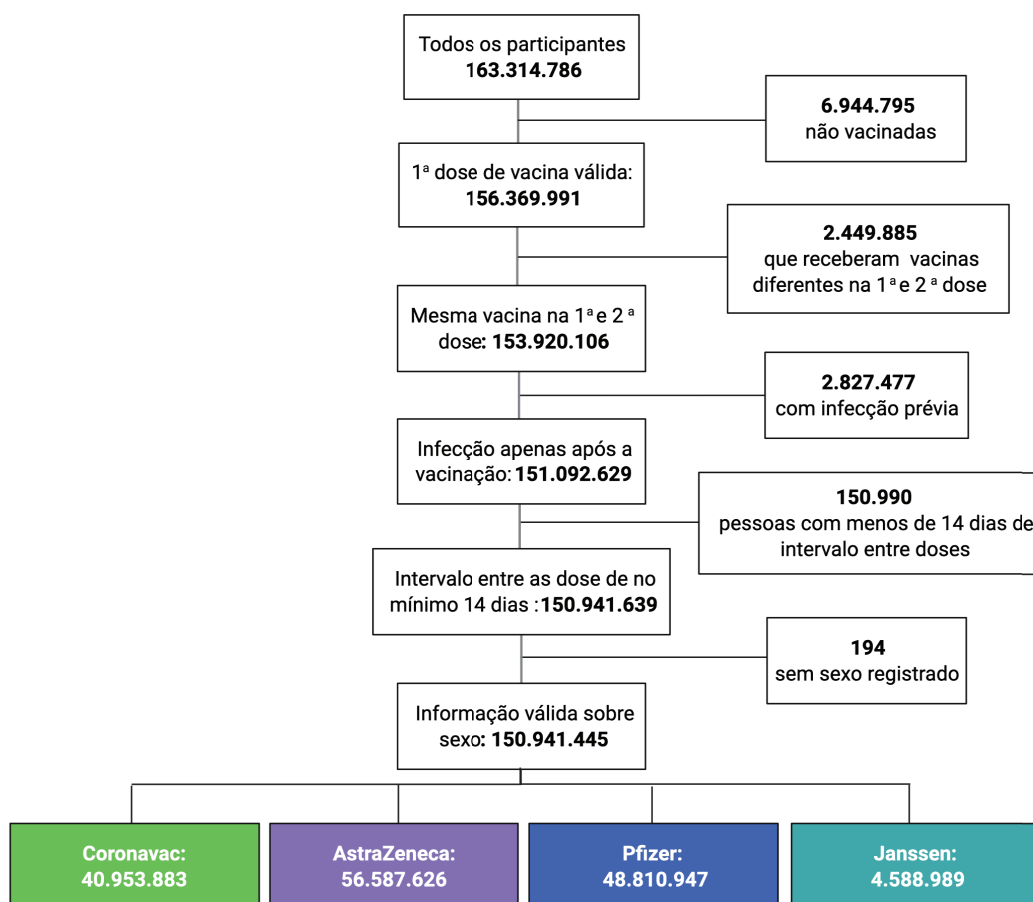 Todos os participantes
163.314.786
6.944.795
não vacinadas
1ª dose de vacina válida:
156.369.991
2.449.885
que receberam vacinas
diferentes na 1ª e 2 ª dose
Mesma vacina na 1ª e 2 ª
dose: 153.920.106
2.827.477
com infecção prévia
Infecção apenas após a
vacinação: 151.092.629
150.990
pessoas com menos de 14 dias de
intervalo entre doses
Intervalo entre as dose de no
mínimo 14 dias :150.941.639
194
sem sexo registrado
Informação válida sobre
sexo: 150.941.445
Coronavac:
40.953.883
AstraZeneca:
56.587.626
Pfizer:
48.810.947
Janssen:
4.588.989